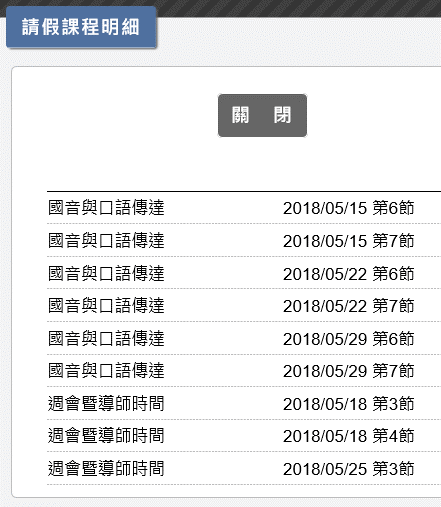 請假課程明細
關 閉
國音與口語傳達 2018/05/15 第6節
國音與口語傳達 2018/05/15 第7節
國音與口語傳達 2018/05/22 第6節
國音與口語傳達 2018/05/22 第7節
國音與口語傳達 2018/05/29 第6節
國音與口語傳達 2018/05/29 第7節
週會暨導師時間 2018/05/18 第3節
週會暨導師時間 2018/05/18 第4節
週會暨導師時間 2018/05/25 第3節